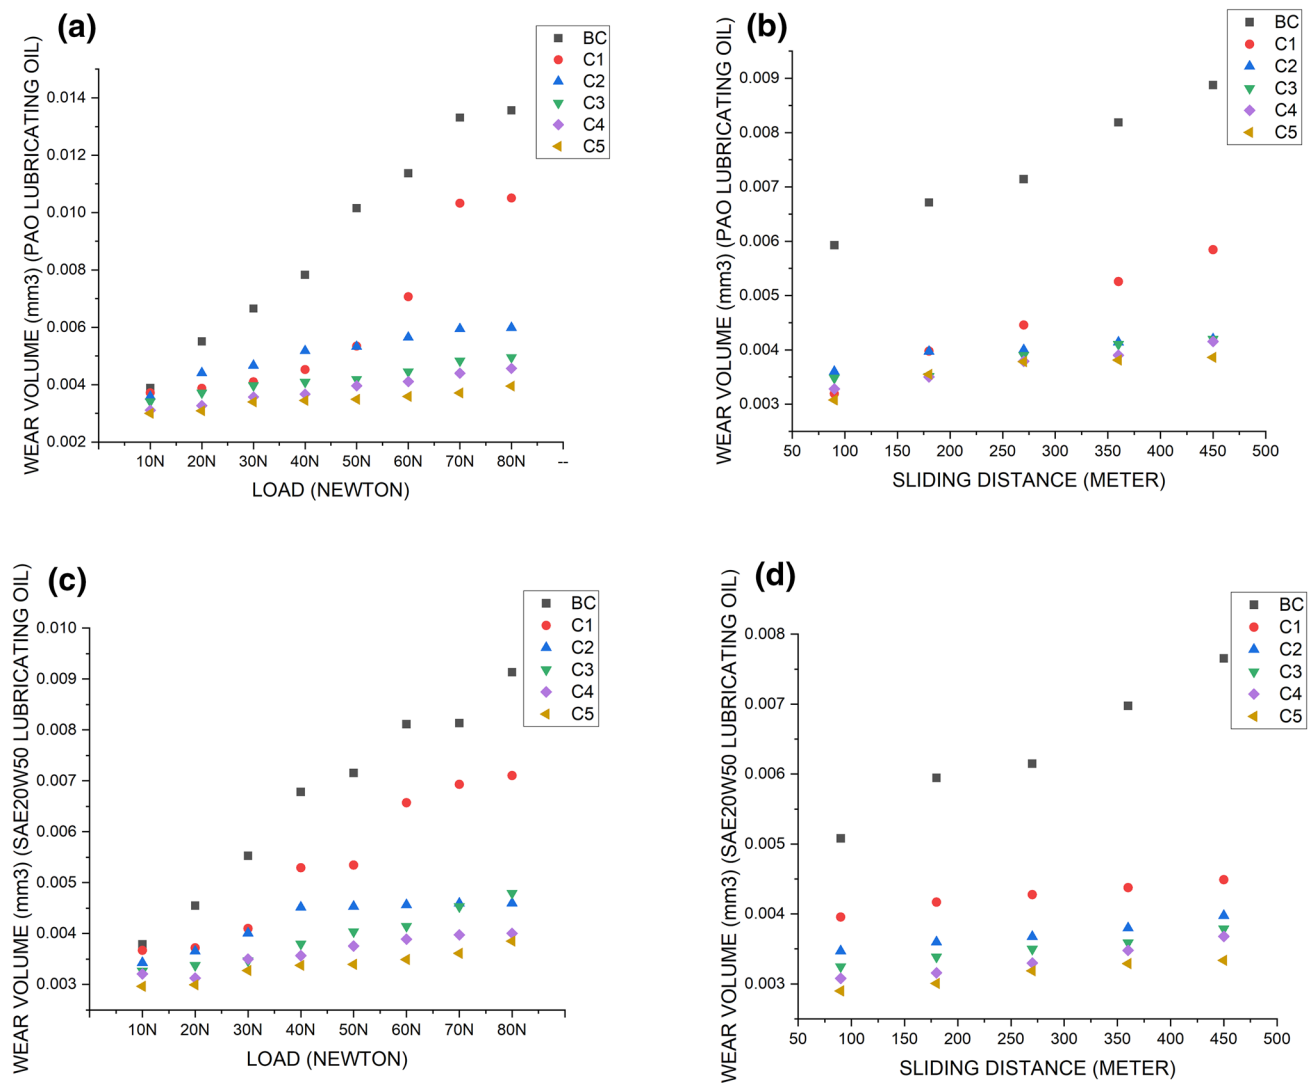 (a)
WEAR VOLUME (mm3) (PAO LUBRICATING OIL)
BC
C1
C2
C3
C4
C5
0.014
0.012
0.010
0.008
0.006
0.004
0.002
10N 20N 30N 40N 50N 60N 70N 80N --
LOAD (NEWTON)
(b)
WEAR VOLUME (mm3) (PAO LUBRICATING OIL)
BC
C1
C2
C3
C4
C5
0.009
0.008
0.007
0.006
0.005
0.004
0.003
50 100 150 200 250 300 350 400 450 500
SLIDING DISTANCE (METER)
(c)
WEAR VOLUME (mm3) (SAE20W50 LUBRICATING OIL)
BC
C1
C2
C3
C4
C5
0.010
0.009
0.008
0.007
0.006
0.005
0.004
0.003
10N 20N 30N 40N 50N 60N 70N 80N
LOAD (NEWTON)
(d)
WEAR VOLUME (mm3) (SAE20W50 LUBRICATING OIL)
BC
C1
C2
C3
C4
C5
0.008
0.007
0.006
0.005
0.004
0.003
50 100 150 200 250 300 350 400 450 500
SLIDING DISTANCE (METER)